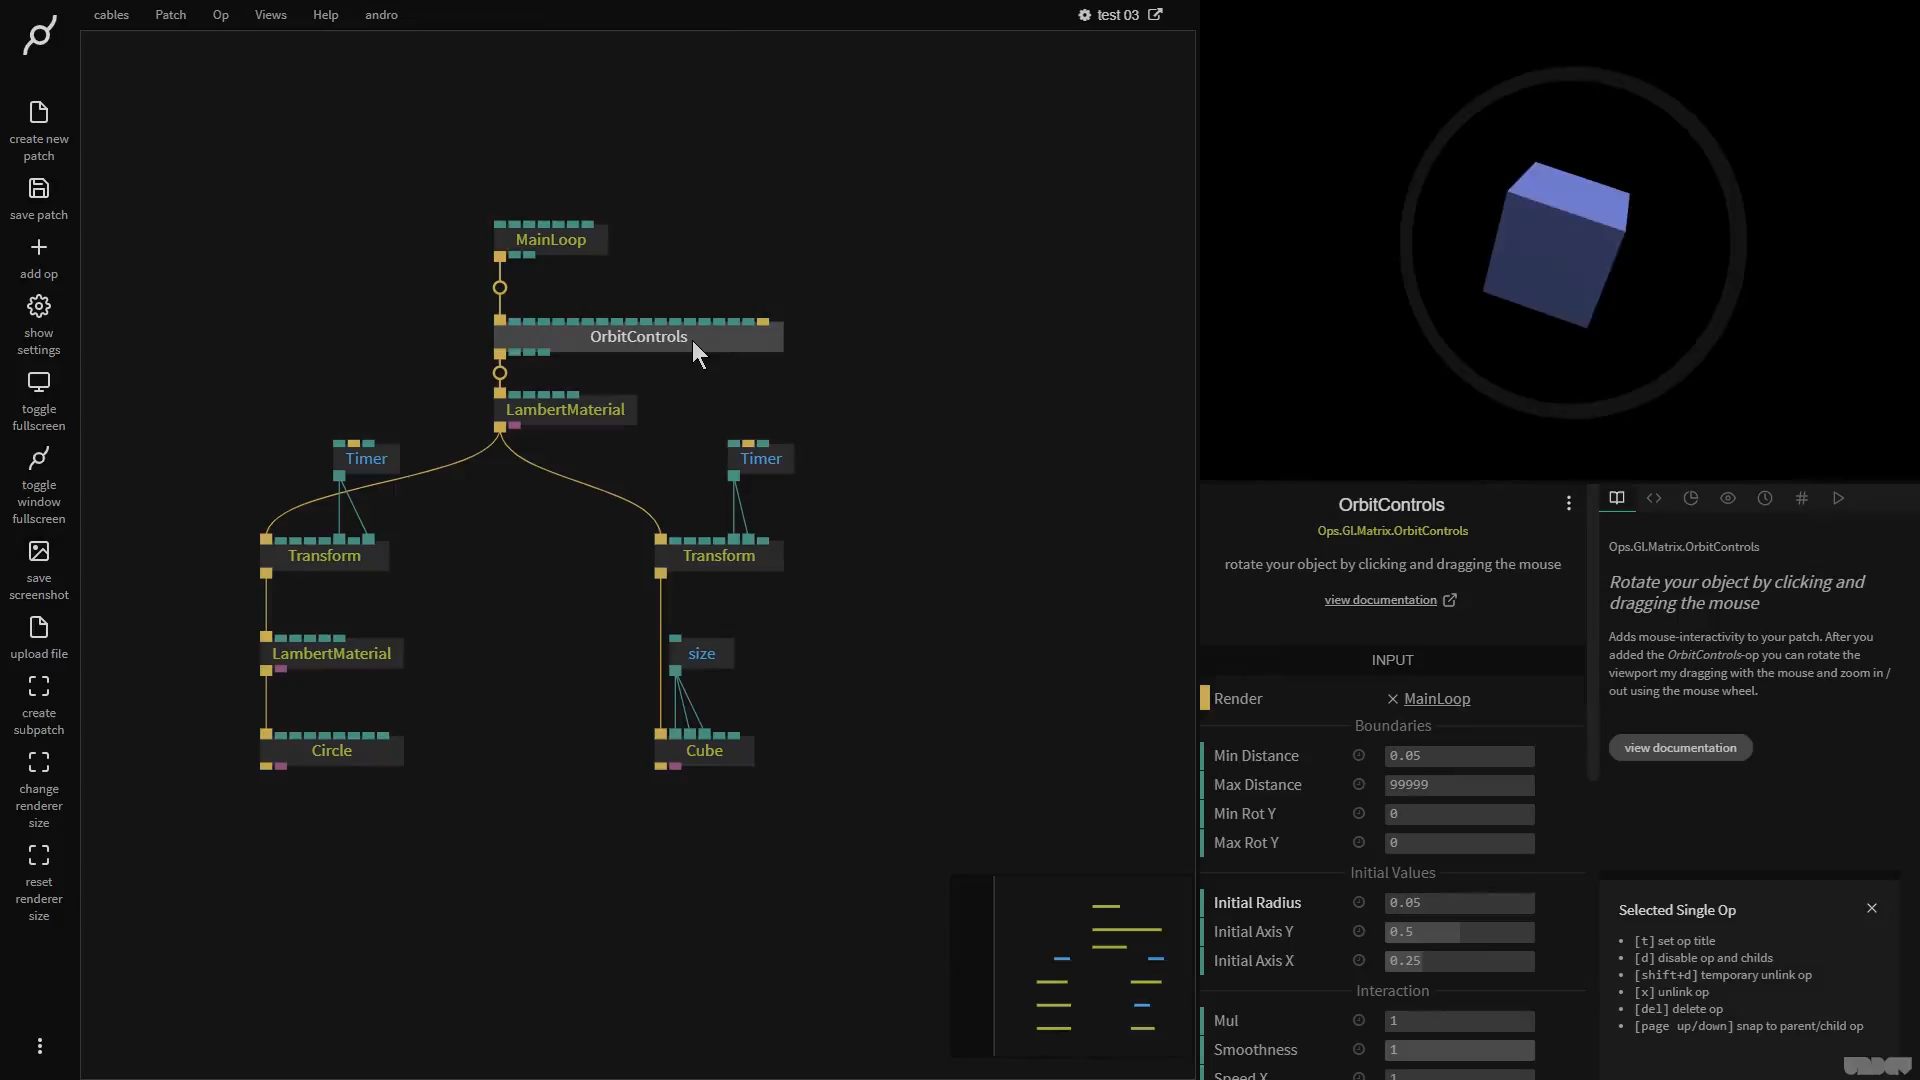 cables Patch Op Views Help andro
test 03
create new
patch
save patch
add op
show
settings
toggle
fullscreen
toggle
window
fullscreen
save
screenshot
upload file
create
subpatch
change
renderer
size
reset
renderer
size
MainLoop
OrbitControls
LambertMaterial
Timer
Timer
Transform
Transform
LambertMaterial
size
Circle
Cube
OrbitControls
Ops.Gl.Matrix.OrbitControls
rotate your object by clicking and dragging the mouse
view documentation
INPUT
Render × MainLoop
Boundaries
Min Distance 0.05
Max Distance 99999
Min Rot Y 0
Max Rot Y 0
Initial Values
Initial Radius 0.05
Initial Axis Y 0.5
Initial Axis X 0.25
Interaction
Mul 1
Smoothness 1
Speed X 1
Ops.Gl.Matrix.OrbitControls
Rotate your object by clicking and
dragging the mouse
Adds mouse-interactivity to your patch. After you
added the OrbitControls-op you can rotate the
viewport my dragging with the mouse and zoom in /
out using the mouse wheel.
view documentation
Selected Single Op
[t] set op title
[d] disable op and childs
[shift+d] temporary unlink op
[x] unlink op
[del] delete op
[page up/down] snap to parent/child op